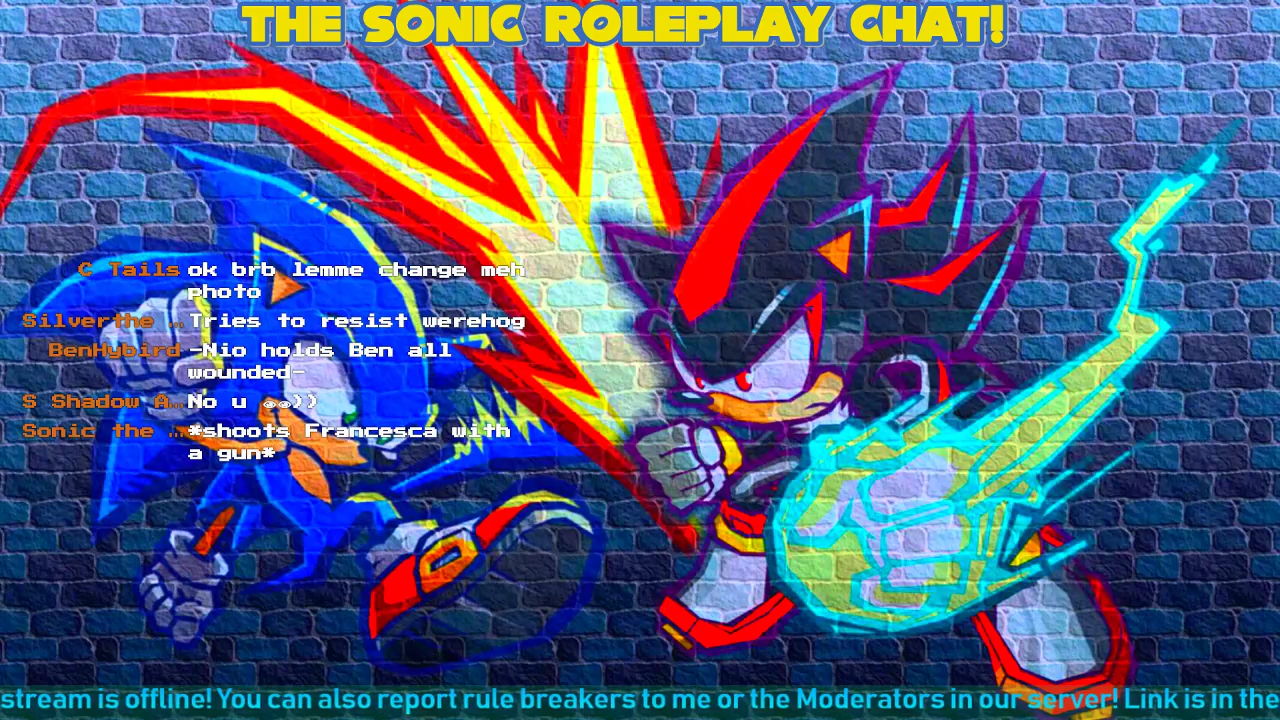 THE SONIC ROLEPLAY CHAT!
C Tails ok brb lemme change meh
photo
Silverthe … Tries to resist werehog
BenHybird -Nio holds Ben all
wounded-
S Shadow A… No u 👀))
Sonic the … *shoots Francesca with
a gun*
stream is offline! You can also report rule breakers to me or the Moderators in our server! Link is in the